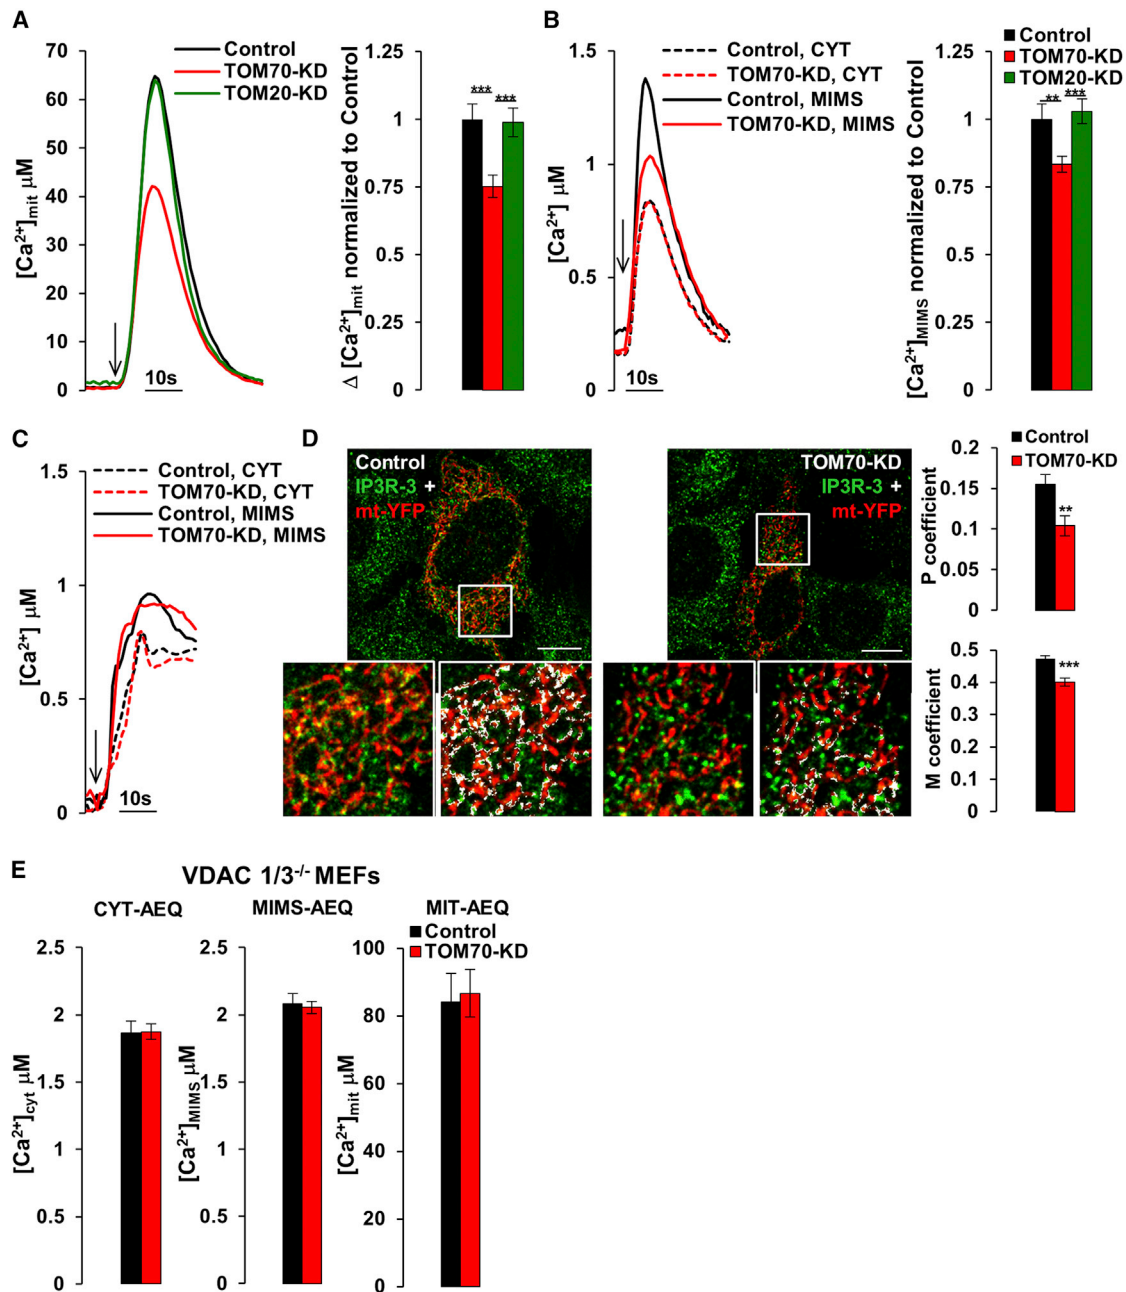 A
70
60
50
40
30
20
10
0
[Ca²⁺]mit µM
Control
TOM70-KD
TOM20-KD
10s
1.25
1
0.75
0.5
0.25
0
Δ [Ca²⁺]mit normalized to Control
***
***
B
1.5
1
0.5
0
[Ca²⁺] µM
Control, CYT
TOM70-KD, CYT
Control, MIMS
TOM70-KD, MIMS
10s
Control
TOM70-KD
TOM20-KD
1.25
1
0.75
0.5
0.25
0
[Ca²⁺]MIMS normalized to Control
**
***
C
1.5
1
0.5
0
[Ca²⁺] µM
Control, CYT
TOM70-KD, CYT
Control, MIMS
TOM70-KD, MIMS
10s
D
Control
IP3R-3 +
mt-YFP
TOM70-KD
IP3R-3 +
mt-YFP
Control
TOM70-KD
0.2
0.15
0.1
0.05
0
P coefficient
**
0.5
0.4
0.3
0.2
0.1
0
M coefficient
***
E
VDAC 1/3⁻/⁻ MEFs
CYT-AEQ
2.5
2
1.5
1
0.5
0
[Ca²⁺]cyt µM
MIMS-AEQ
2.5
2
1.5
1
0.5
0
[Ca²⁺]MIMS µM
MIT-AEQ
Control
TOM70-KD
100
80
60
40
20
0
[Ca²⁺]mit µM